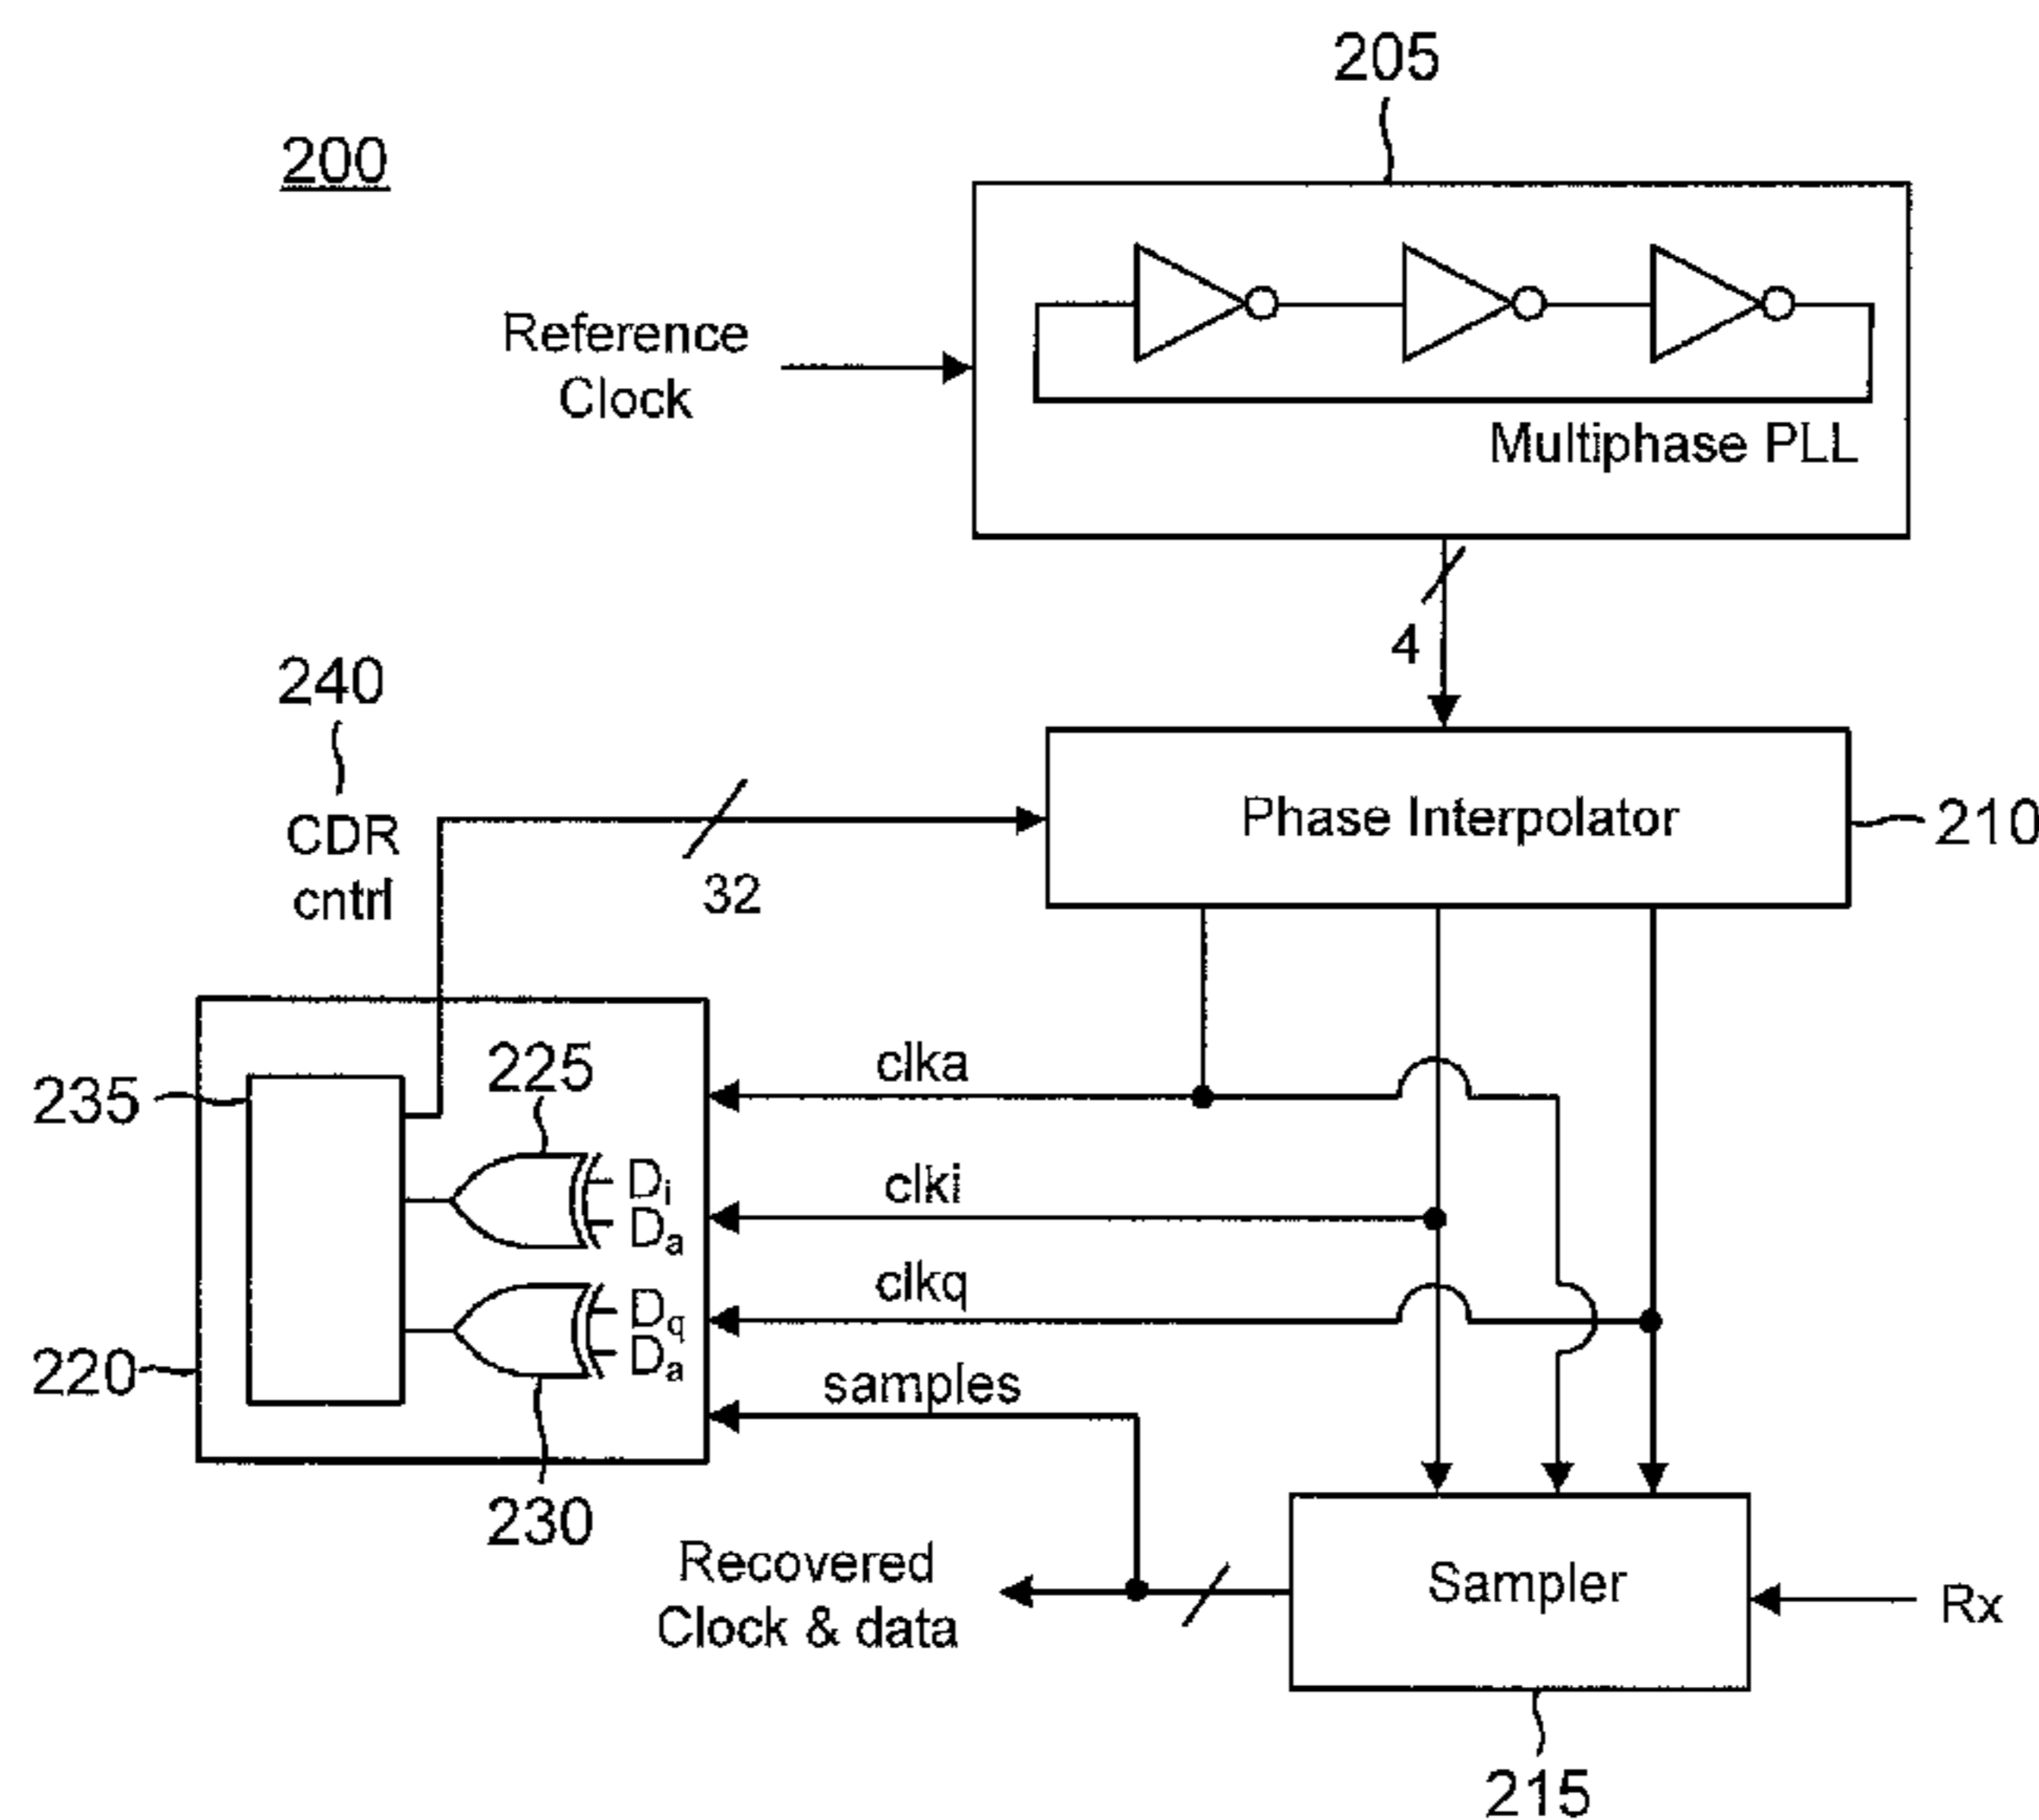 205
200
Reference
Clock
Multiphase PLL
4
240
CDR
cntrl
32
Phase Interpolator
210
235
225
clka
Di
Da
clki
Dq
Da
clkq
220
samples
230
Recovered
Clock & data
Sampler
Rx
215